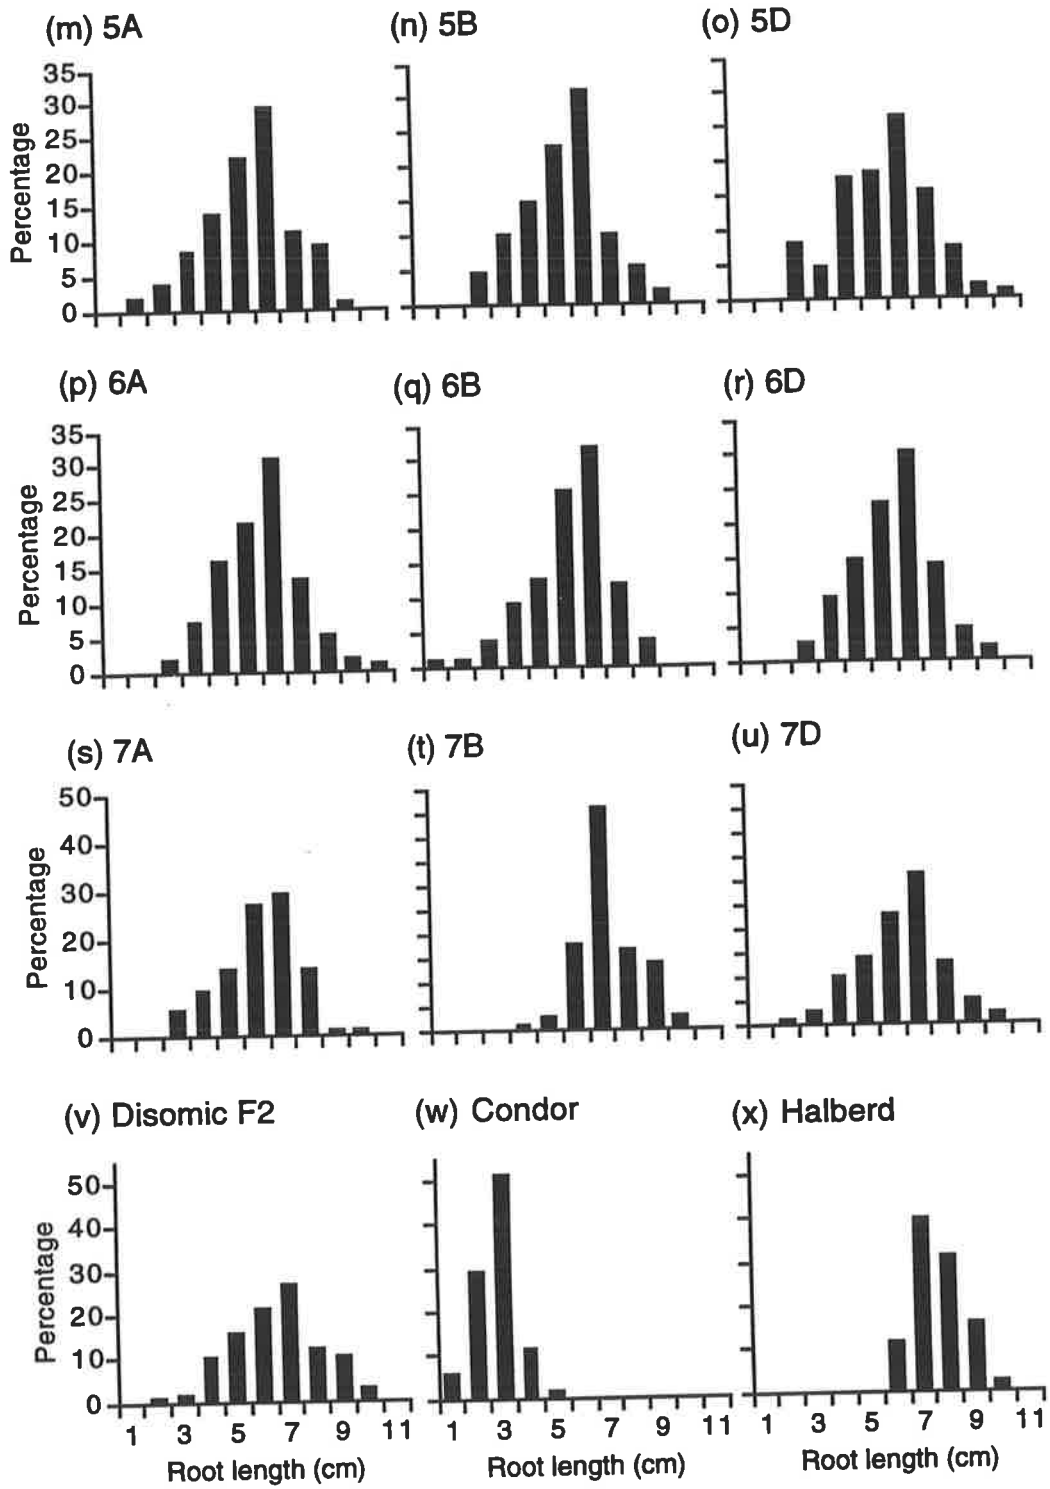 (m) 5A
(n) 5B
(o) 5D
Percentage
35
30
25
20
15
10
5
0
(p) 6A
(q) 6B
(r) 6D
Percentage
35
30
25
20
15
10
5
0
(s) 7A
(t) 7B
(u) 7D
Percentage
50
40
30
20
10
0
(v) Disomic F2
(w) Condor
(x) Halberd
Percentage
50
40
30
20
10
0
1 3 5 7 9 11
1 3 5 7 9 11
1 3 5 7 9 11
Root length (cm)
Root length (cm)
Root length (cm)